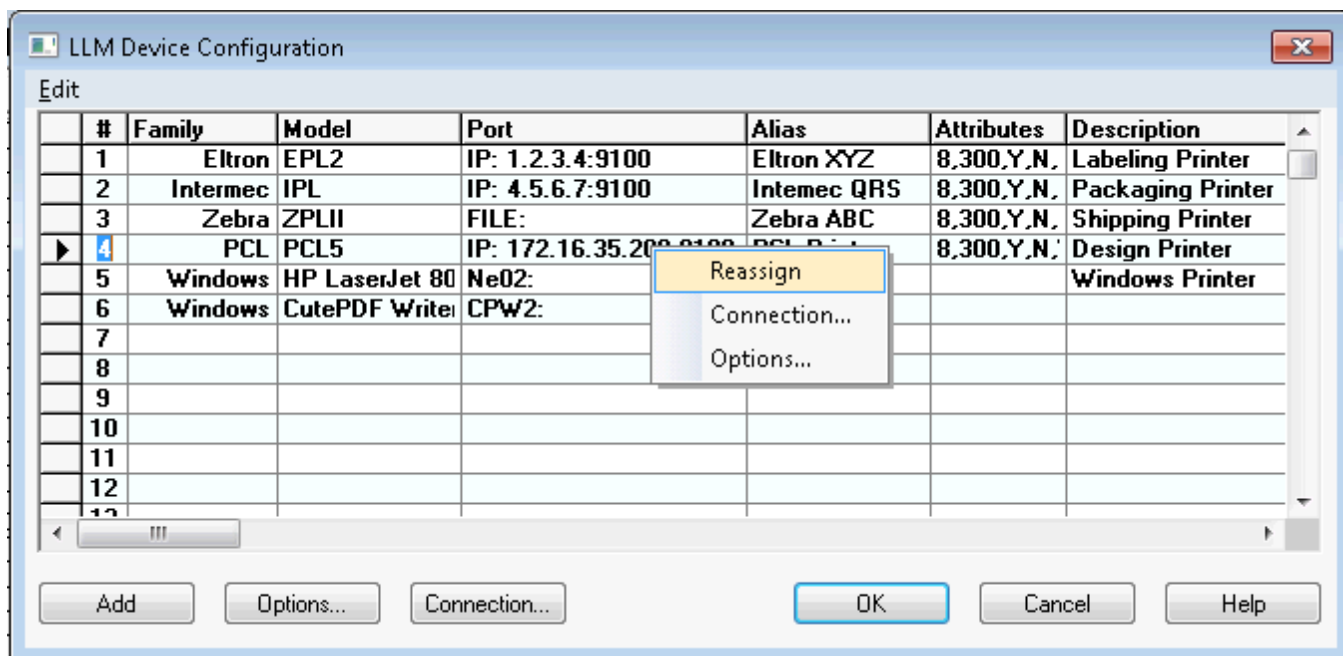 LLM Device Configuration
Edit
# Family Model Port Alias Attributes Description
1 Eltron EPL2 IP: 1.2.3.4:9100 Eltron XYZ 8,300,Y,N, Labeling Printer
2 Intermec IPL IP: 4.5.6.7:9100 Intemec QRS 8,300,Y,N, Packaging Printer
3 Zebra ZPLII FILE: Zebra ABC 8,300,Y,N, Shipping Printer
4 PCL PCL5 IP: 8,300,Y,N,' Design Printer
Reassign
5 Windows HP LaserJet 80 Ne02: Windows Printer
Connection...
6 Windows CutePDF Write CPW2:
7
Options...
8
9
10
11
12
Add Options... Connection... OK Cancel Help